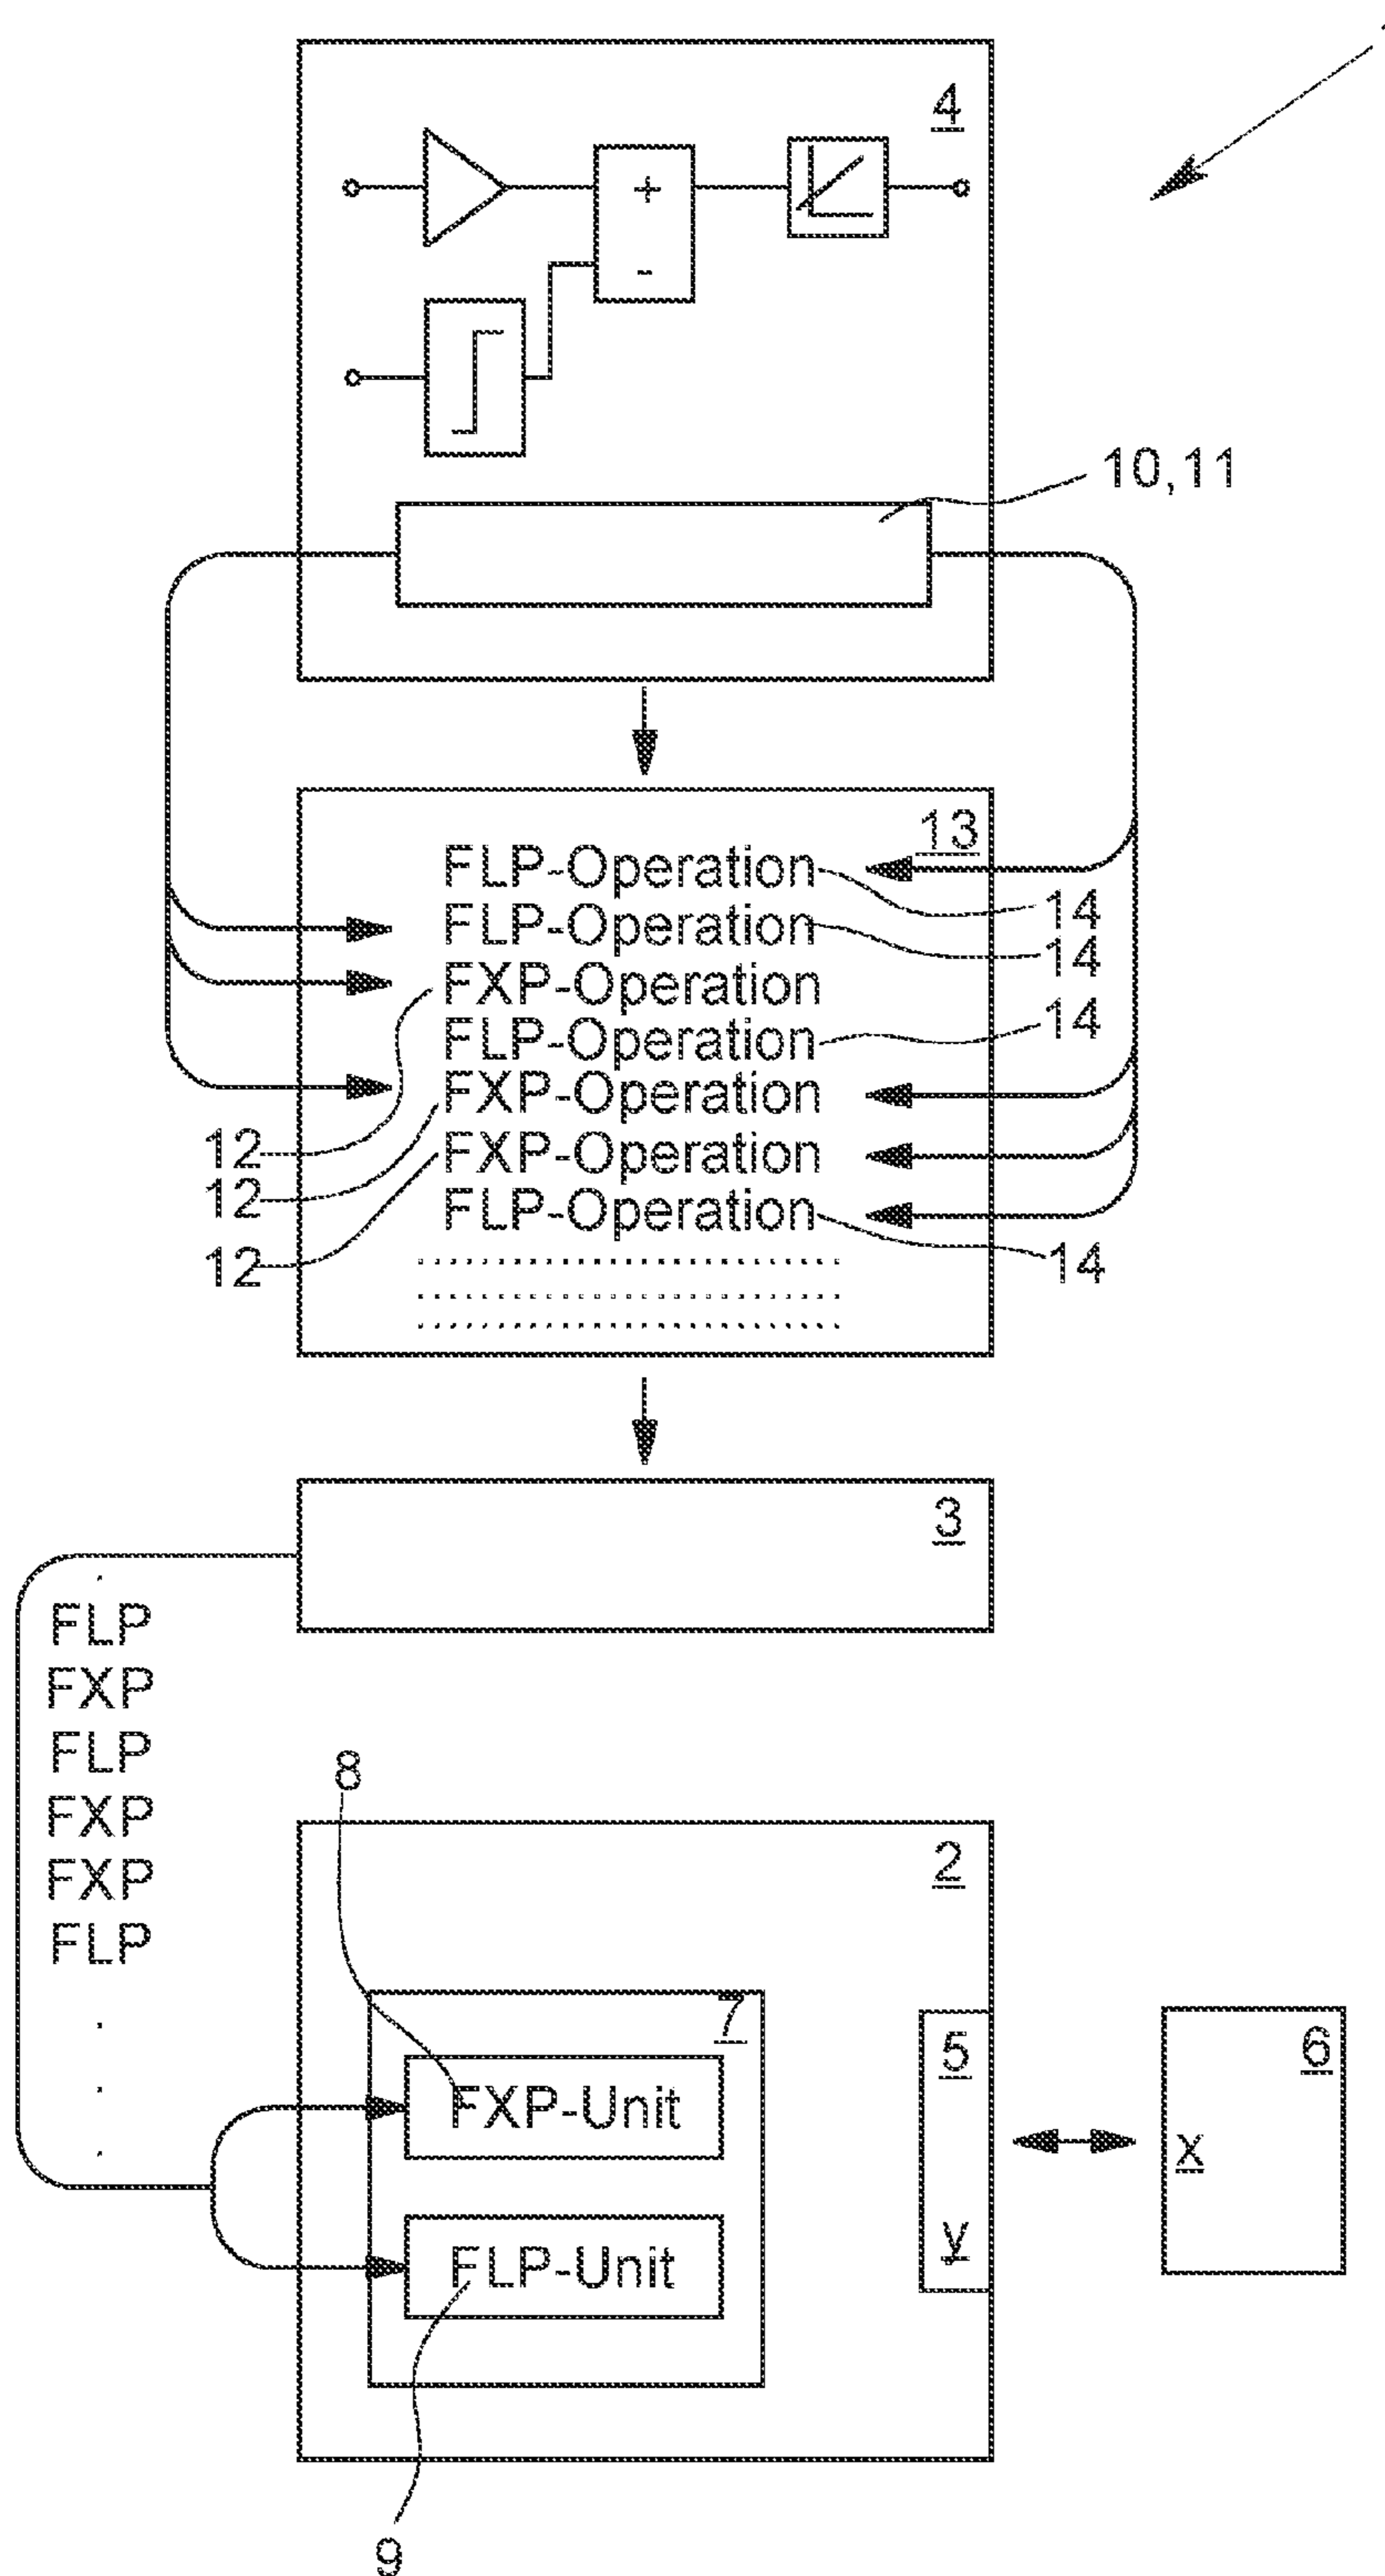 4
+
-
10,11
13
FLP-Operation
14
FLP-Operation
14
FXP-Operation
FLP-Operation
14
FXP-Operation
12
FXP-Operation
12
FLP-Operation
12
14
3
FLP
FXP
FLP
FXP
FXP
FLP
8
2
7
5
6
FXP-Unit
x
y
FLP-Unit
9